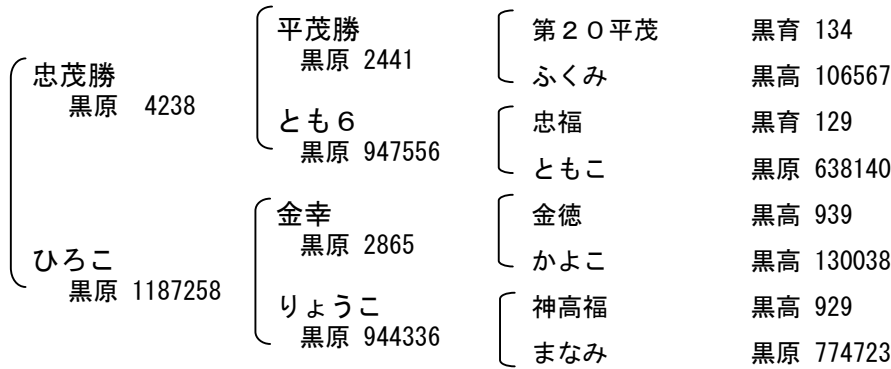 忠茂勝
黒原 4238
ひろこ
黒原 1187258
平茂勝
黒原 2441
とも６
黒原 947556
金幸
黒原 2865
りょうこ
黒原 944336
第２０平茂 黒育 134
ふくみ 黒高 106567
忠福 黒育 129
ともこ 黒原 638140
金徳 黒高 939
かよこ 黒高 130038
神高福 黒高 929
まなみ 黒原 774723